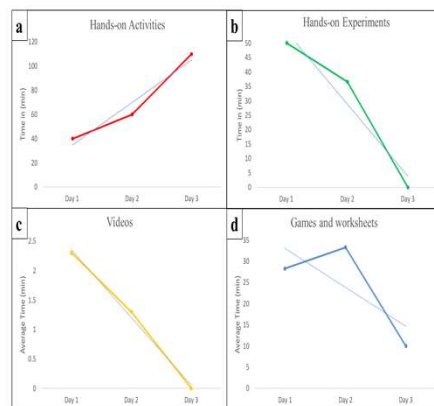 a
Hands-on Activities
Time in (min)
120
100
80
60
40
20
0
Day 1 Day 2 Day 3
b
Hands-on Experiments
Time in (min)
50
45
40
35
30
25
20
15
10
5
0
Day 1 Day 2 Day 3
c
Videos
Average Time (min)
2.5
2
1.5
1
0.5
0
Day 1 Day 2 Day 3
d
Games and worksheets
Average Time (min)
35
30
25
20
15
10
5
0
Day 1 Day 2 Day 3